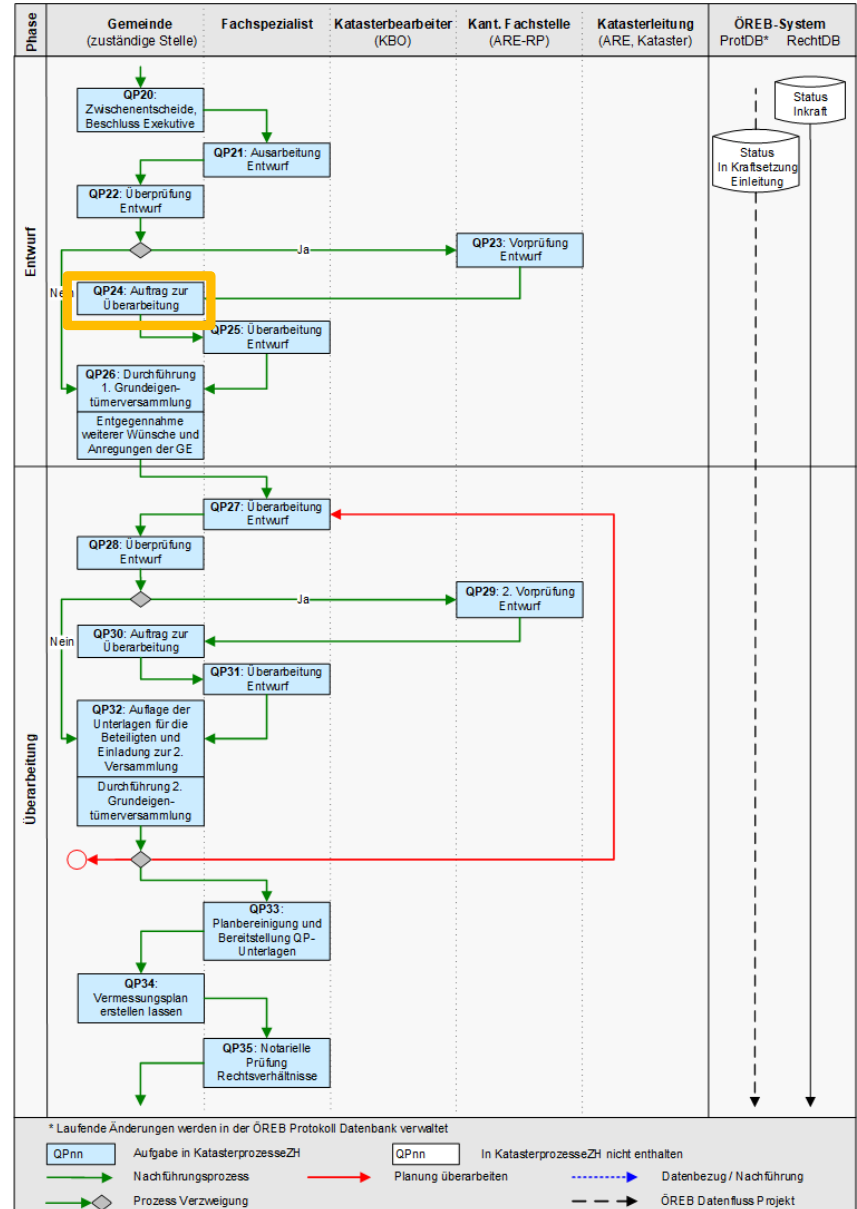 Phase
Gemeinde
(zuständige Stelle)
Fachspezialist
Katasterbearbeiter
(KBO)
Kant. Fachstelle
(ARE-RP)
Katasterleitung
(ARE, Kataster)
ÖREB-System
ProtDB* RechtDB
Entwurf
QP20:
Zwischenentscheide,
Beschluss Exekutive
Status
Inkraft
QP21: Ausarbeitung
Entwurf
Status
In Kraftsetzung
Einleitung
QP22: Überprüfung
Entwurf
Ja
QP23: Vorprüfung
Entwurf
Nein
QP24: Auftrag zur
Überarbeitung
QP25: Überarbeitung
Entwurf
QP26: Durchführung
1. Grundeigen-
tümerversammlung
Entgegennahme
weiterer Wünsche und
Anregungen der GE
Überarbeitung
QP27: Überarbeitung
Entwurf
QP28: Überprüfung
Entwurf
Ja
QP29: 2. Vorprüfung
Entwurf
Nein
QP30: Auftrag zur
Überarbeitung
QP31: Überarbeitung
Entwurf
QP32: Auflage der
Unterlagen für die
Beteiligten und
Einladung zur 2.
Versammlung
Durchführung 2.
Grundeigen-
tümerversammlung
QP33:
Planbereinigung und
Bereitstellung QP-
Unterlagen
QP34:
Vermessungsplan
erstellen lassen
QP35: Notarielle
Prüfung
Rechtsverhältnisse
* Laufende Änderungen werden in der ÖREB Protokoll Datenbank verwaltet
QPnn Aufgabe in KatasterprozesseZH QPnn In KatasterprozesseZH nicht enthalten
Nachführungsprozess Planung überarbeiten Datenbezug / Nachführung
Prozess Verzweigung ÖREB Datenfluss Projekt